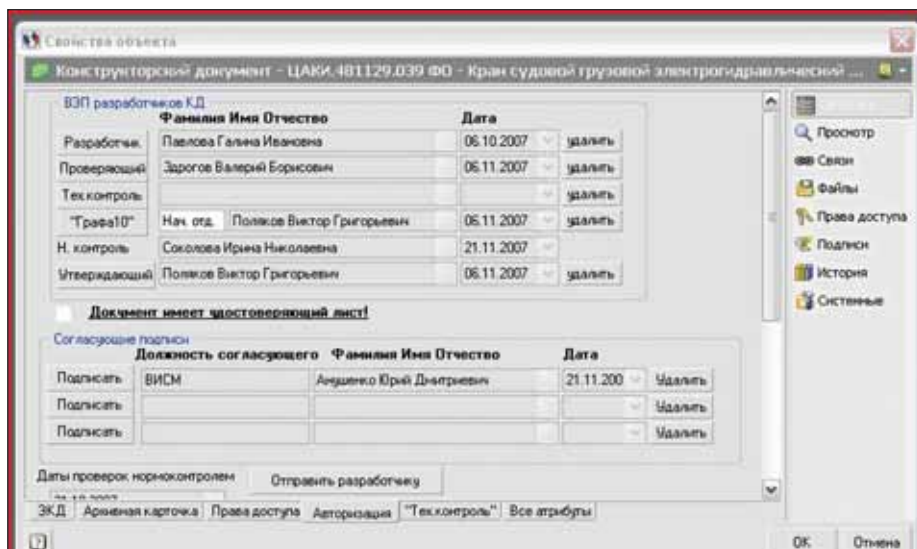 Свойства объекта
Конструкторский документ - ЦАКИ.481129.039 ФО - Кран судовой грузовой электрогидравлический ...
ВЭП разработчиков КД
Фамилия Имя Отчество Дата
Разработчик Павлова Галина Ивановна 06.10.2007 удалить
Проверяющий Здрогов Валерий Борисович 06.11.2007 удалить
Тех.контроль удалить
"Графа10" Нач. отд. Поляков Виктор Григорьевич 06.11.2007 удалить
Н. контроль Соколова Ирина Николаевна 21.11.2007
Утверждающий Поляков Виктор Григорьевич 06.11.2007 удалить
Документ имеет удостоверяющий лист!
Согласующие подписи
Должность согласующего Фамилия Имя Отчество Дата
Подписать ВИСМ Анущенко Юрий Дмитриевич 21.11.200 Удалить
Подписать Удалить
Подписать Удалить
Даты проверок нормоконтролем Отправить разработчику
ЭКД Архивная карточка Права доступа Авторизация "Тех.контроль" Все атрибуты
Просмотр
Связи
Файлы
Права доступа
Подписи
История
Системные
OK Отмена